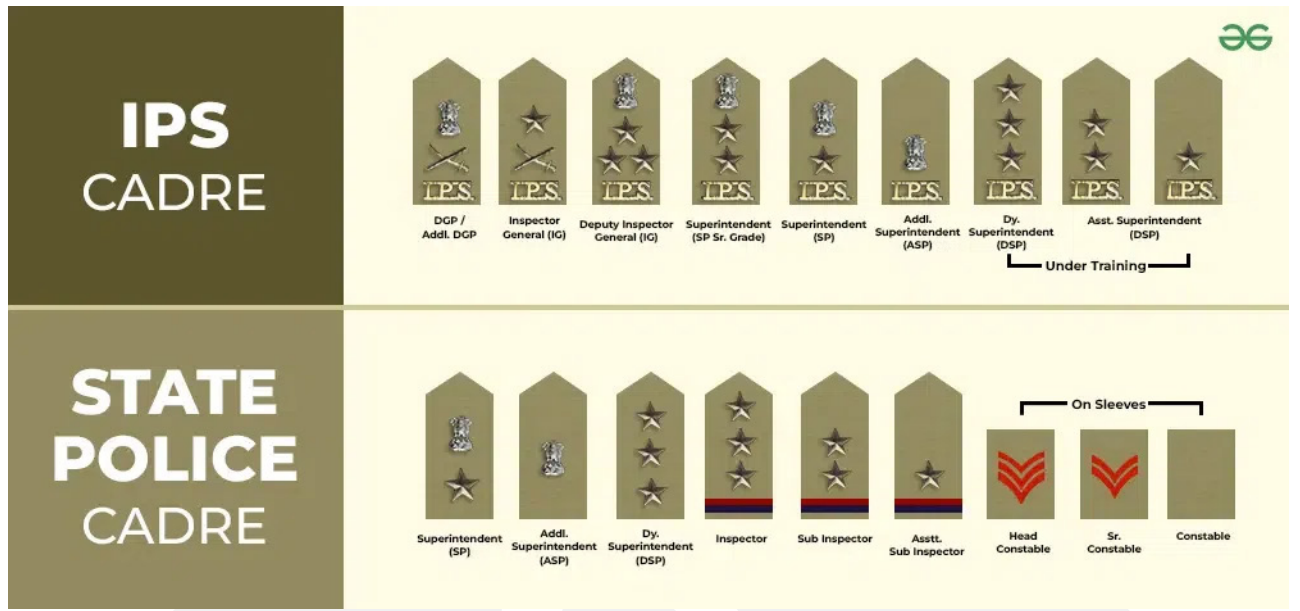 IPS
CADRE
I.P.S.
I.P.S.
I.P.S.
I.P.S.
I.P.S.
I.P.S.
I.P.S.
I.P.S.
I.P.S.
DGP /
Addl. DGP
Inspector
General (IG)
Deputy Inspector
General (IG)
Superintendent
(SP Sr. Grade)
Superintendent
(SP)
Addl.
Superintendent
(ASP)
Dy.
Superintendent
(DSP)
Asst. Superintendent
(DSP)
Under Training
STATE
POLICE
CADRE
On Sleeves
Superintendent
(SP)
Addl.
Superintendent
(ASP)
Dy.
Superintendent
(DSP)
Inspector
Sub Inspector
Asstt.
Sub Inspector
Head
Constable
Sr.
Constable
Constable